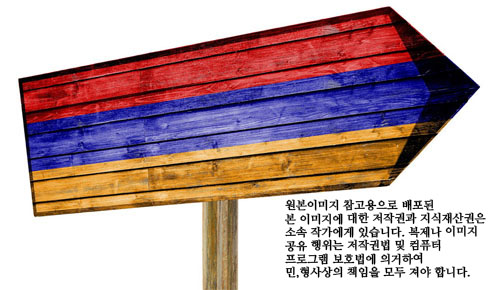 원본이미지 참고용으로 배포된
본 이미지에 대한 저작권과 지식재산권은
소속 작가에게 있습니다. 복제나 이미지
공유 행위는 저작권법 및 컴퓨터
프로그램 보호법에 의거하여
민,형사상의 책임을 모두 져야 합니다.